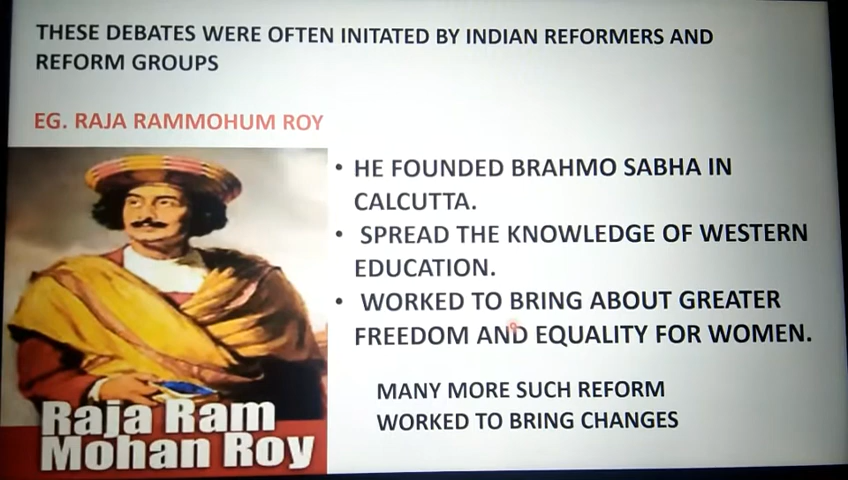 THESE DEBATES WERE OFTEN INITATED BY INDIAN REFORMERS AND
REFORM GROUPS
EG. RAJA RAMMOHUM ROY
• HE FOUNDED BRAHMO SABHA IN
CALCUTTA.
• SPREAD THE KNOWLEDGE OF WESTERN
EDUCATION.
• WORKED TO BRING ABOUT GREATER
FREEDOM AND EQUALITY FOR WOMEN.
MANY MORE SUCH REFORM
WORKED TO BRING CHANGES
Raja Ram
Mohan Roy